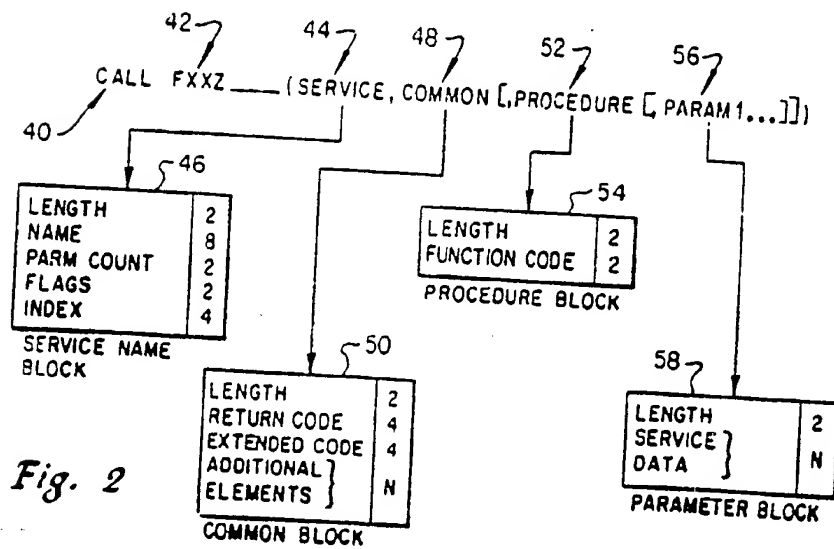 42 44 48 52 56
CALL FXXZ___(SERVICE, COMMON [,PROCEDURE [, PARAM1...]])
40
46
LENGTH 2
NAME 8
PARM COUNT 2
FLAGS 2
INDEX 4
SERVICE NAME
BLOCK
54
LENGTH 2
FUNCTION CODE 2
PROCEDURE BLOCK
50
LENGTH 2
RETURN CODE 4
EXTENDED CODE 4
ADDITIONAL
ELEMENTS } N
COMMON BLOCK
58
LENGTH 2
SERVICE
DATA } N
PARAMETER BLOCK
Fig. 2